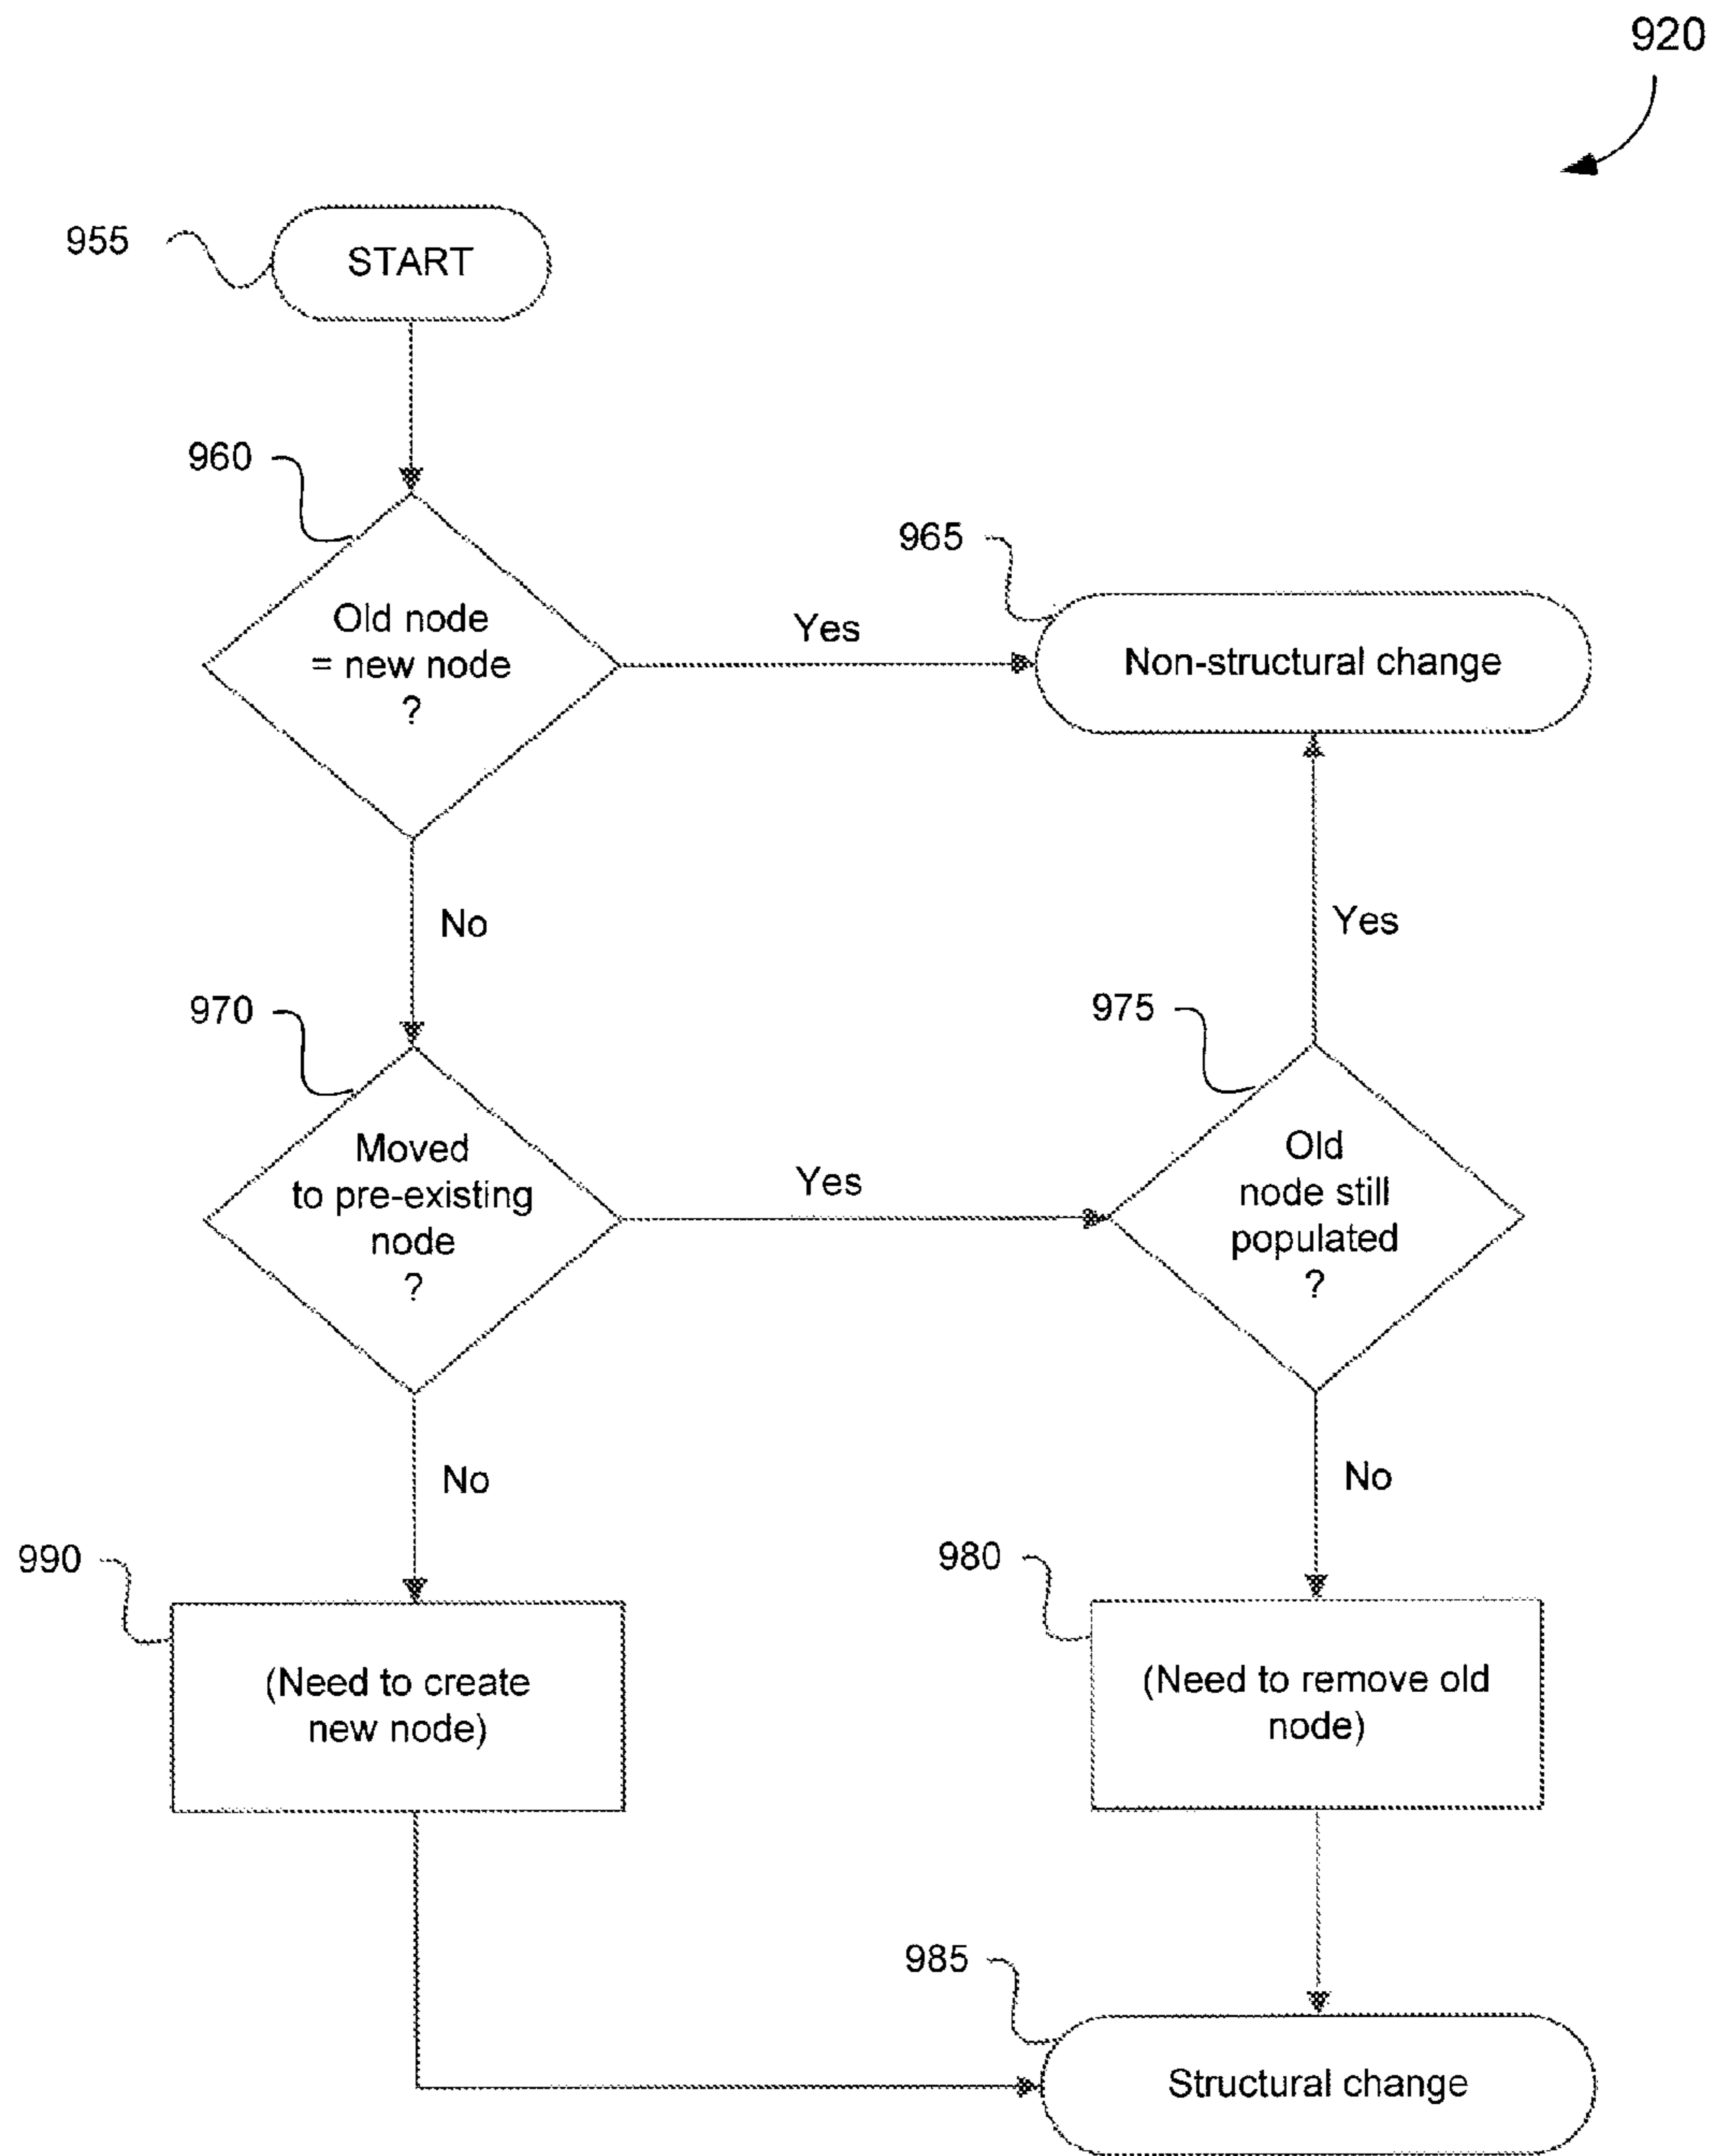 920
955
START
960
Old node
= new node
?
Yes
965
Non-structural change
No
Yes
970
Moved
to pre-existing
node
?
Yes
975
Old
node still
populated
?
No
No
990
(Need to create
new node)
980
(Need to remove old
node)
985
Structural change